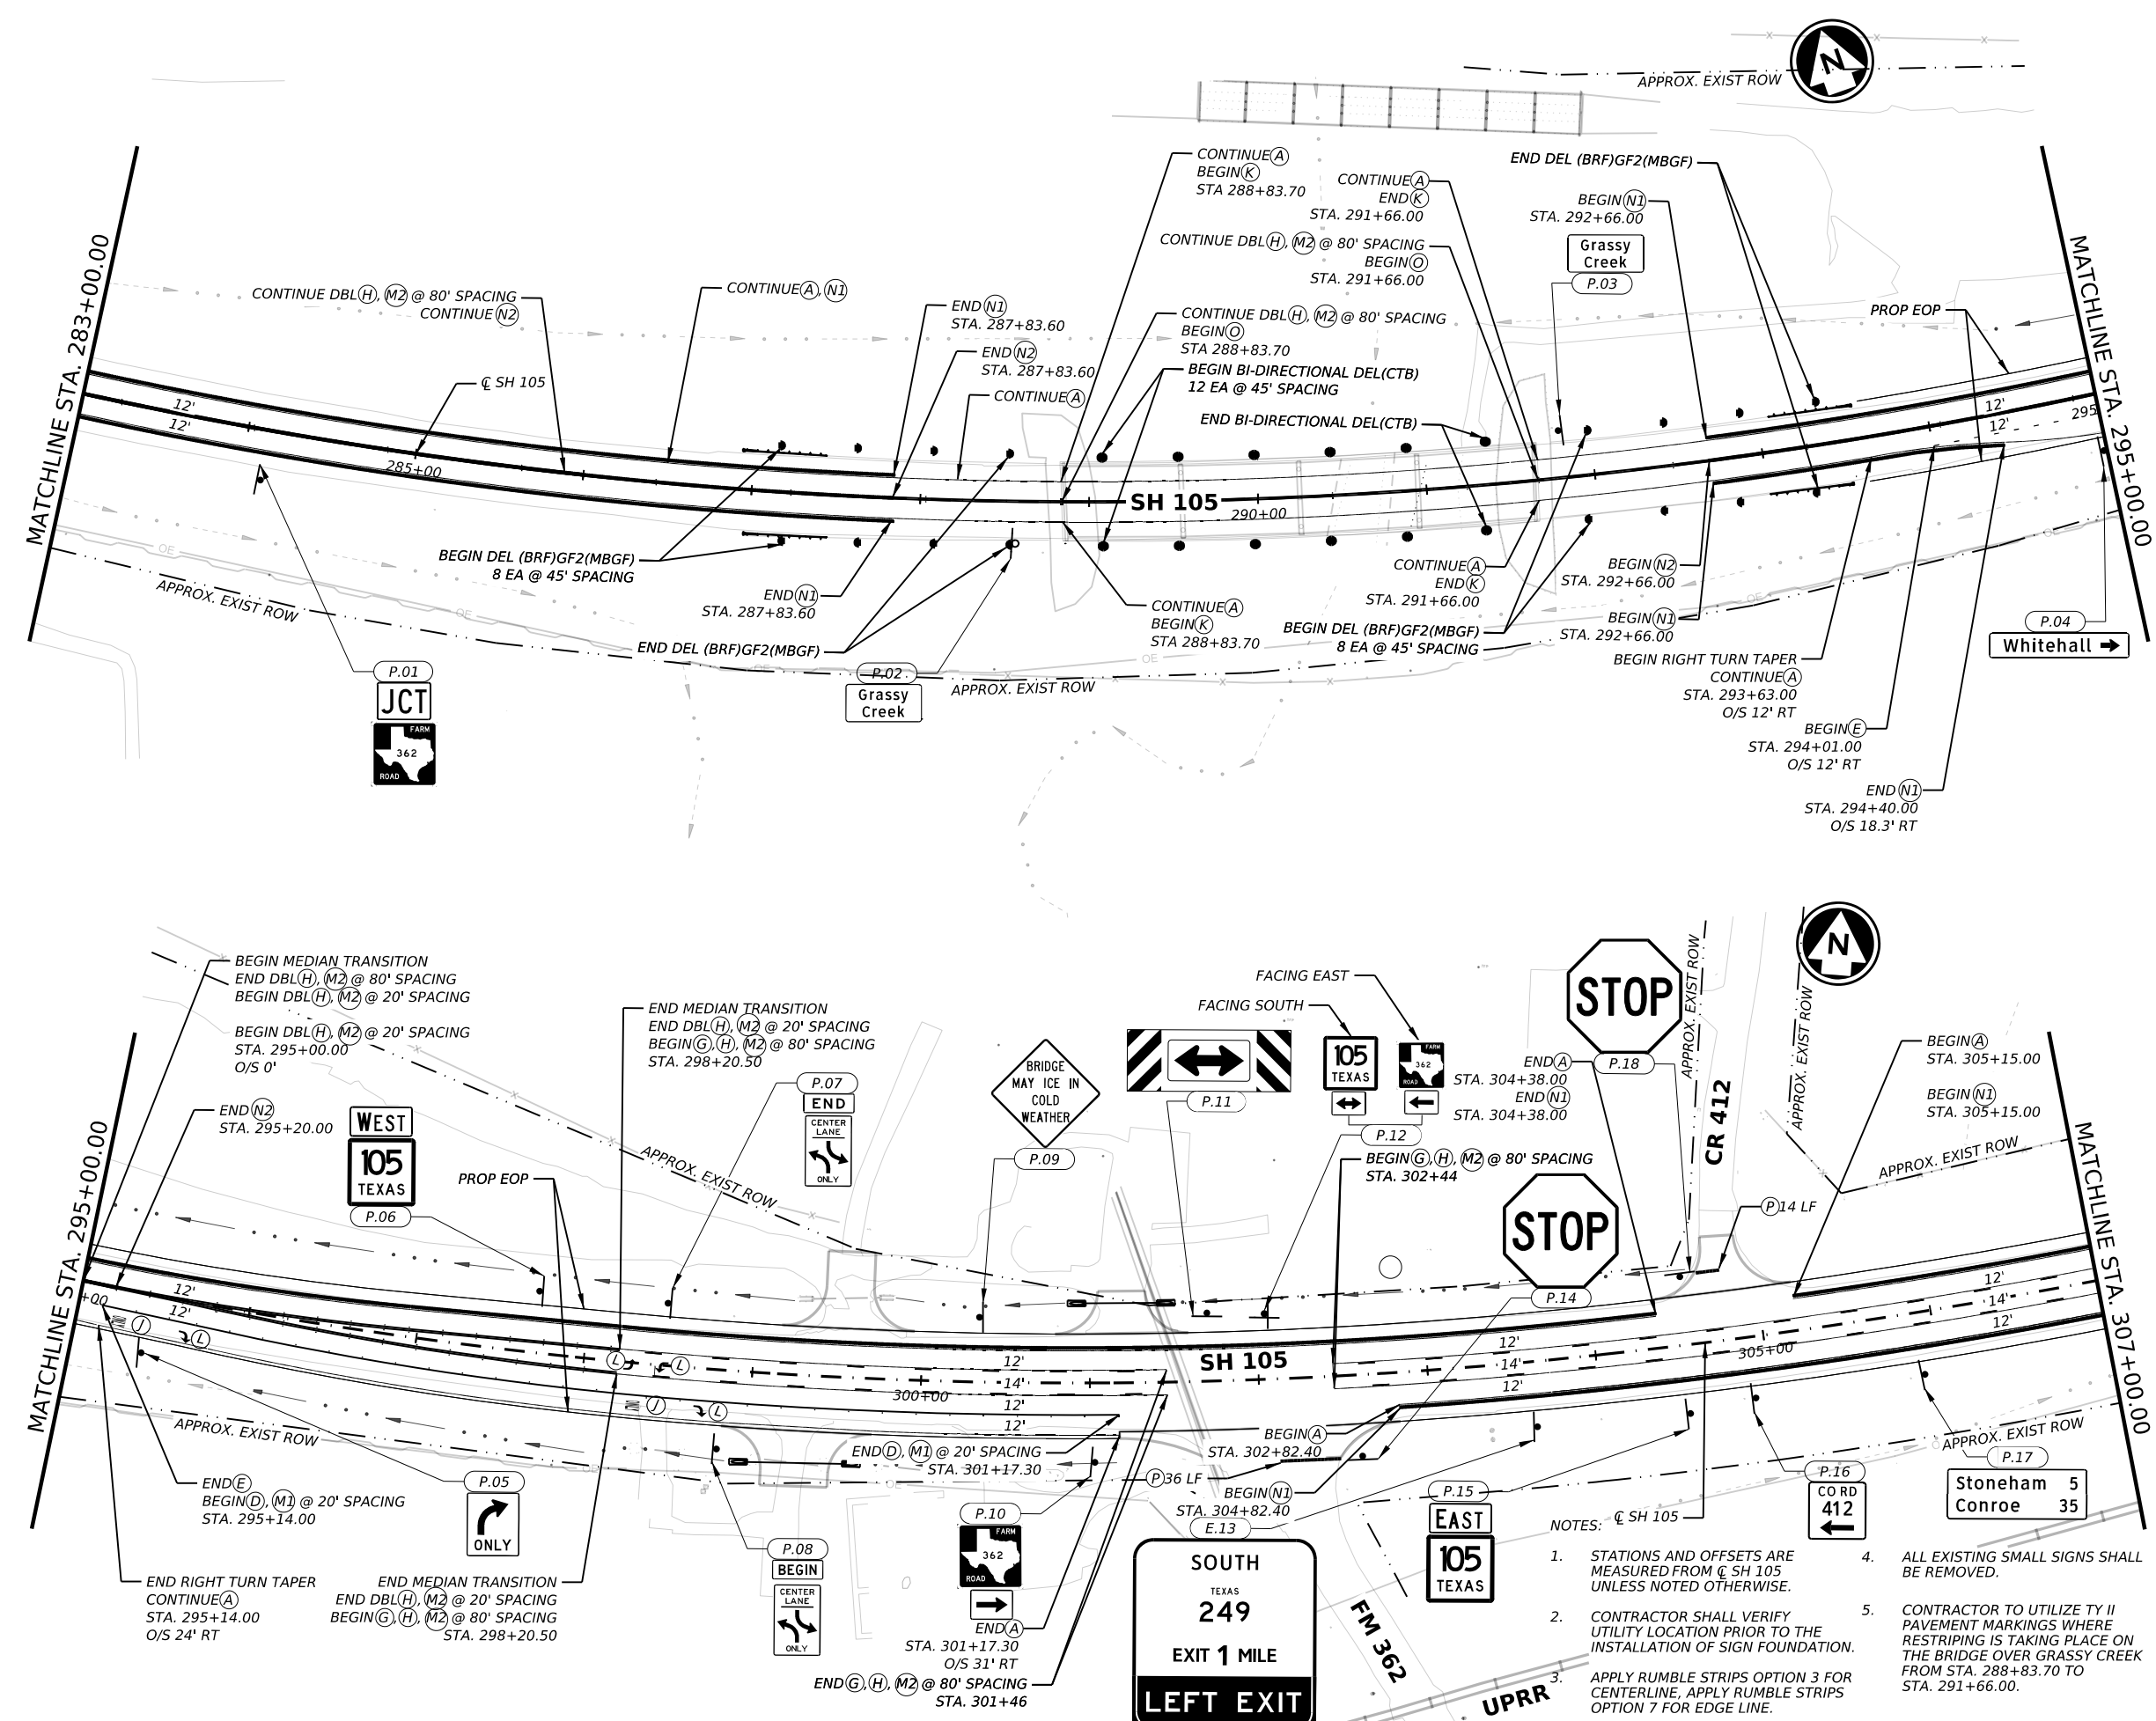 APPROX. EXIST ROW
N
MATCHLINE STA. 283+00.00
MATCHLINE STA. 295+00.00
CONTINUE Ⓐ
BEGIN Ⓚ
STA 288+83.70
CONTINUE Ⓐ
END Ⓚ
STA. 291+66.00
END DEL (BRF)GF2(MBGF)
BEGIN N1
STA. 292+66.00
Grassy
Creek
P.03
CONTINUE DBL Ⓗ, M2 @ 80' SPACING
BEGIN Ⓞ
STA. 291+66.00
CONTINUE DBL Ⓗ, M2 @ 80' SPACING
CONTINUE N2
CONTINUE Ⓐ, N1
END N1
STA. 287+83.60
CONTINUE DBL Ⓗ, M2 @ 80' SPACING
BEGIN Ⓞ
STA 288+83.70
PROP EOP
END N2
STA. 287+83.60
BEGIN BI-DIRECTIONAL DEL(CTB)
12 EA @ 45' SPACING
℄ SH 105
CONTINUE Ⓐ
END BI-DIRECTIONAL DEL(CTB)
12'
12'
12'
12'
295
285+00
SH 105
290+00
OE
OE
OE
OE
OE
BEGIN DEL (BRF)GF2(MBGF)
8 EA @ 45' SPACING
APPROX. EXIST ROW
END N1
STA. 287+83.60
CONTINUE Ⓐ
BEGIN Ⓚ
STA 288+83.70
CONTINUE Ⓐ
END Ⓚ
STA. 291+66.00
BEGIN N2
STA. 292+66.00
BEGIN N1
STA. 292+66.00
END DEL (BRF)GF2(MBGF)
BEGIN DEL (BRF)GF2(MBGF)
8 EA @ 45' SPACING
P.04
Whitehall
P.01
JCT
FARM
362
ROAD
P.02
Grassy
Creek
APPROX. EXIST ROW
BEGIN RIGHT TURN TAPER
CONTINUE Ⓐ
STA. 293+63.00
O/S 12' RT
BEGIN Ⓔ
STA. 294+01.00
O/S 12' RT
END N1
STA. 294+40.00
O/S 18.3' RT
N
MATCHLINE STA. 295+00.00
MATCHLINE STA. 307+00.00
BEGIN MEDIAN TRANSITION
END DBL Ⓗ, M2 @ 80' SPACING
BEGIN DBL Ⓗ, M2 @ 20' SPACING
BEGIN DBL Ⓗ, M2 @ 20' SPACING
STA. 295+00.00
O/S 0'
END N2
STA. 295+20.00
WEST
105
TEXAS
P.06
PROP EOP
END MEDIAN TRANSITION
END DBL Ⓗ, M2 @ 20' SPACING
BEGIN Ⓖ, Ⓗ, M2 @ 80' SPACING
STA. 298+20.50
P.07
END
CENTER
LANE
ONLY
APPROX. EXIST ROW
BRIDGE
MAY ICE IN
COLD
WEATHER
P.09
FACING EAST
FACING SOUTH
P.11
105
TEXAS
FARM
362
ROAD
P.12
BEGIN Ⓖ, Ⓗ, M2 @ 80' SPACING
STA. 302+44
STOP
P.18
END Ⓐ
STA. 304+38.00
END N1
STA. 304+38.00
STOP
P.14
APPROX. EXIST ROW
APPROX. EXIST ROW
CR 412
Ⓟ 14 LF
BEGIN Ⓐ
STA. 305+15.00
BEGIN N1
STA. 305+15.00
APPROX. EXIST ROW
+00
12'
12'
Ⓙ
Ⓛ
Ⓛ
Ⓛ
Ⓙ
Ⓛ
12'
14'
300+00
12'
12'
SH 105
12'
14'
12'
305+00
12'
14'
12'
APPROX. EXIST ROW
END Ⓔ
BEGIN Ⓓ, M1 @ 20' SPACING
STA. 295+14.00
P.05
ONLY
END RIGHT TURN TAPER
CONTINUE Ⓐ
STA. 295+14.00
O/S 24' RT
END MEDIAN TRANSITION
END DBL Ⓗ, M2 @ 20' SPACING
BEGIN Ⓖ, Ⓗ, M2 @ 80' SPACING
STA. 298+20.50
P.08
BEGIN
CENTER
LANE
ONLY
OE
OE
END Ⓓ, M1 @ 20' SPACING
STA. 301+17.30
P.10
FARM
362
ROAD
END Ⓐ
STA. 301+17.30
O/S 31' RT
END Ⓖ, Ⓗ, M2 @ 80' SPACING
STA. 301+46
BEGIN Ⓐ
STA. 302+82.40
Ⓟ 36 LF
BEGIN N1
STA. 304+82.40
E.13
SOUTH
TEXAS
249
EXIT 1 MILE
LEFT EXIT
P.15
EAST
105
TEXAS
FM 362
UPRR
℄ SH 105
P.16
CO RD
412
APPROX. EXIST ROW
P.17
Stoneham 5
Conroe 35
NOTES:
1. STATIONS AND OFFSETS ARE
MEASURED FROM ℄ SH 105
UNLESS NOTED OTHERWISE.
2. CONTRACTOR SHALL VERIFY
UTILITY LOCATION PRIOR TO THE
INSTALLATION OF SIGN FOUNDATION.
3. APPLY RUMBLE STRIPS OPTION 3 FOR
CENTERLINE, APPLY RUMBLE STRIPS
OPTION 7 FOR EDGE LINE.
4. ALL EXISTING SMALL SIGNS SHALL
BE REMOVED.
5. CONTRACTOR TO UTILIZE TY II
PAVEMENT MARKINGS WHERE
RESTRIPING IS TAKING PLACE ON
THE BRIDGE OVER GRASSY CREEK
FROM STA. 288+83.70 TO
STA. 291+66.00.